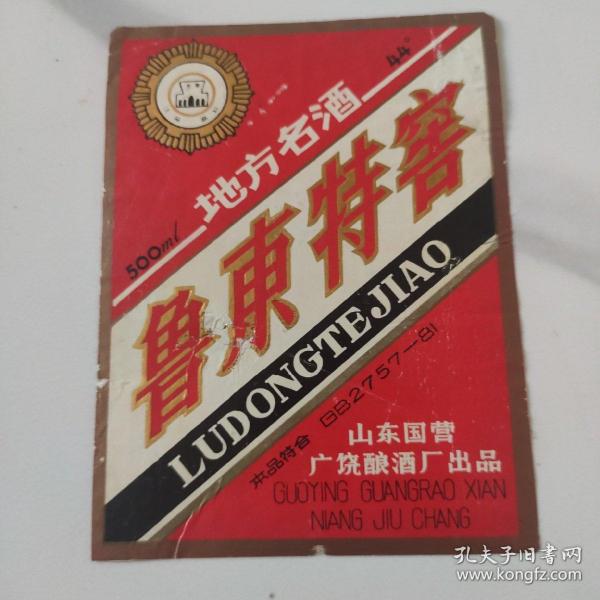 44°
地方名酒
500ml
鲁東特窖
LUDONGTEJIAO
本品符合 GB2757—81
山东国营
广饶酿酒厂出品
GUOYING GUANGRAO XIAN
NIANG JIU CHANG
孔夫子旧书网
www.kongfz.com